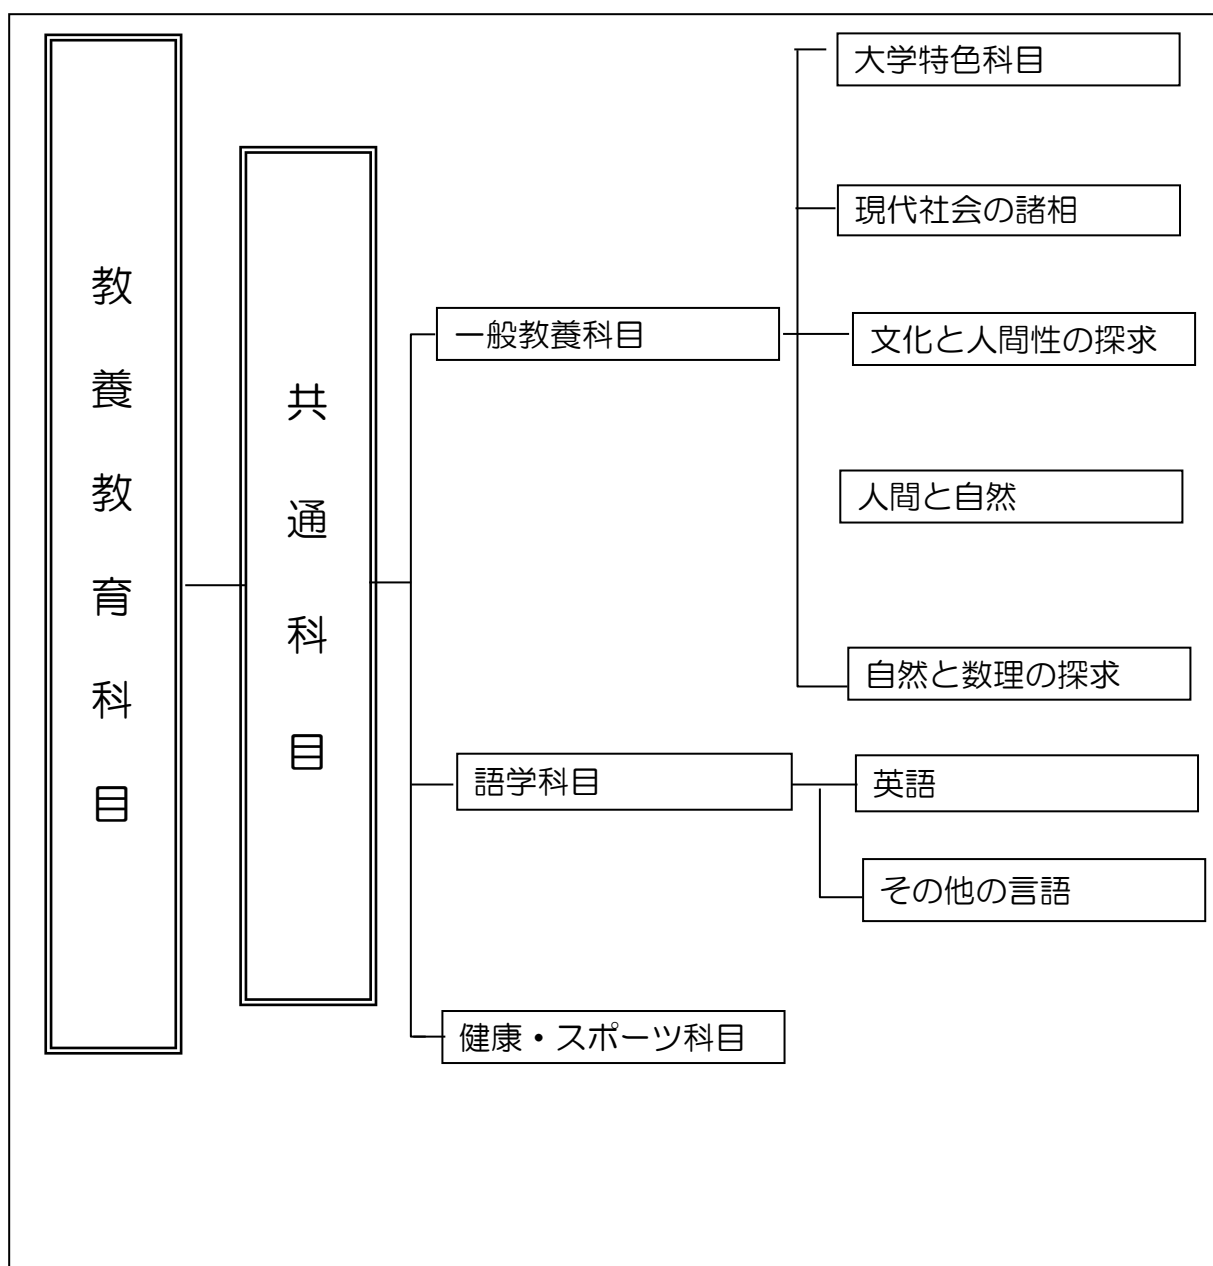 教養教育科目
共通科目
一般教養科目
大学特色科目
現代社会の諸相
文化と人間性の探求
人間と自然
自然と数理の探求
語学科目
英語
その他の言語
健康・スポーツ科目